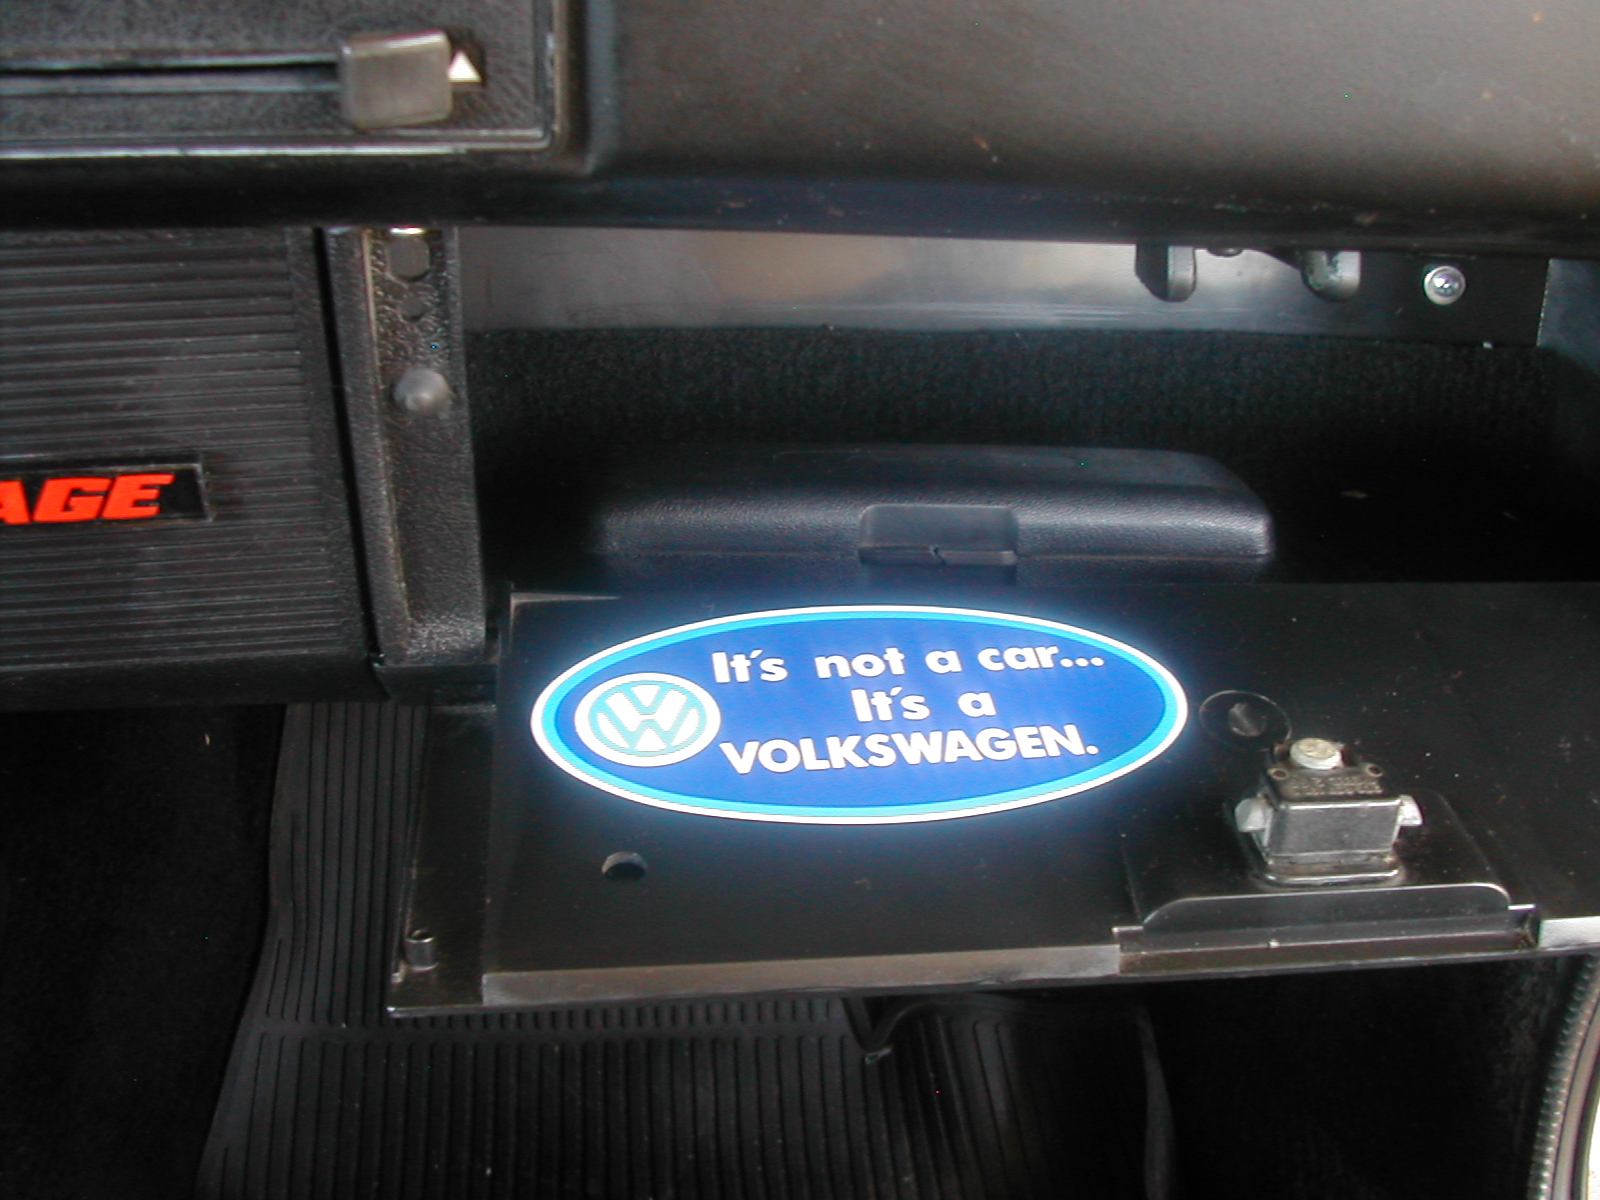 AGE
It's not a car...
It's a
VOLKSWAGEN.